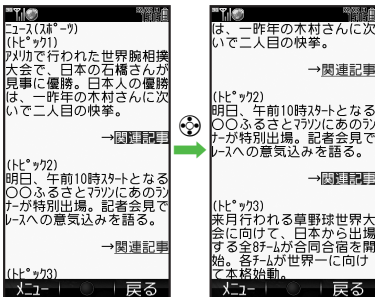 ニュース(スポーツ)
(トピック1)
アメリカで行われた世界腕相撲
大会で、日本の石橋さんが
見事に優勝。日本人の優勝
は、一昨年の木村さんに次
いで二人目の快挙。
→関連記事
(トピック2)
明日、午前10時スタートとなる
○○ふるさとマラソンにあのラン
ナーが特別出場。記者会見で
レースへの意気込みを語る。
→関連記事
(トピック3)
メニュー
戻る
は、一昨年の木村さんに次
いで二人目の快挙。
→関連記事
(トピック2)
明日、午前10時スタートとなる
○○ふるさとマラソンにあのラン
ナーが特別出場。記者会見で
レースへの意気込みを語る。
→関連記事
(トピック3)
来月行われる草野球世界大
会に向けて、日本から出場
する全8チームが合同合宿を開
始。各チームが世界一に向け
て本格始動。
メニュー
戻る